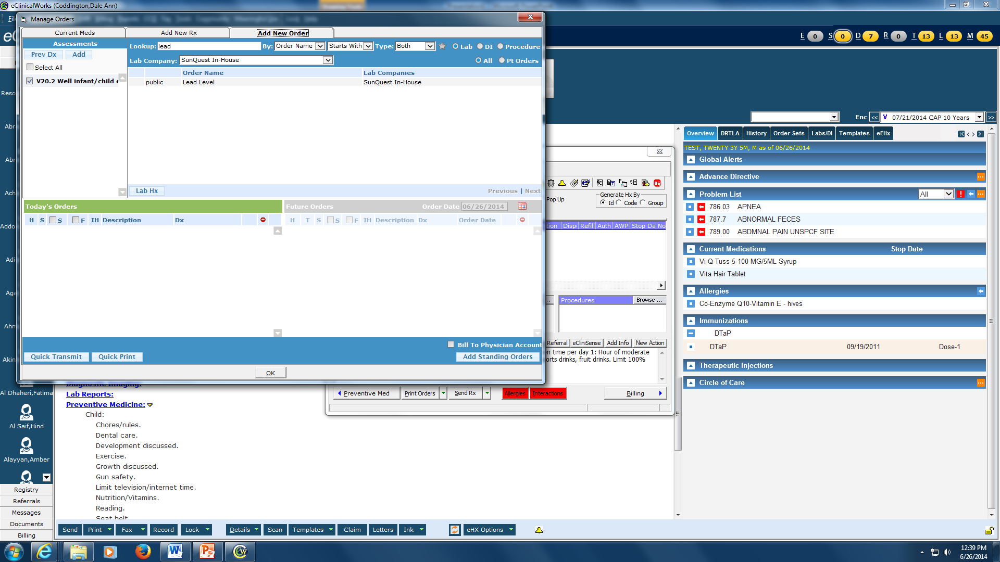 eClinicalWorks (Coddington,Dale Ann)
Manage Orders
Current Meds Add New Rx Add New Order
Assessments
Prev Dx Add
Select All
V20.2 Well infant/child e
Lookup: lead By: Order Name Starts With Type: Both Lab DI Procedure
Lab Company: SunQuest In-House All Pt Orders
Order Name Lab Companies
public Lead Level SunQuest In-House
Lab Hx Previous | Next
Today's Orders
H S S F IH Description Dx
Future Orders Order Date 06/26/2014
H T S S F IH Description Dx Order Date
Bill To Physician Account
Quick Transmit Quick Print Add Standing Orders
OK
E 0 S 0 D 7 R 0 T 13 L 13 M 45
Enc << V 07/21/2014 CAP 10 Years >>
Overview DRTLA History Order Sets Labs/DI Templates eEHx
TEST, TWENTY 3Y 5M, M as of 06/26/2014
Global Alerts
Advance Directive
Problem List All
786.03 APNEA
787.7 ABNORMAL FECES
789.00 ABDMNAL PAIN UNSPCF SITE
Current Medications Stop Date
Vi-Q-Tuss 5-100 MG/5ML Syrup
Vita Hair Tablet
Allergies
Co-Enzyme Q10-Vitamin E - hives
Immunizations
DTaP
DTaP 09/19/2011 Dose-1
Therapeutic Injections
Circle of Care
Pop Up
Generate Hx By
Id Code Group
tion Disp Refill Auth AWP Stop Da No
Procedures Browse ...
Referral eCliniSense Add Info New Action
en time per day 1: Hour of moderate
orts drinks, fruit drinks. Limit 100%
Preventive Med Print Orders Send Rx Allergies Interactions Billing
Reso
Abr
Abr
Ach
Addo
Adi
Aga
Ahn
Akin
Al Dhaheri,Fatima
Al Saif,Hind
Alayyan,Amber
Registry
Referrals
Messages
Documents
Billing
Diagnostic Imaging:
Lab Reports:
Preventive Medicine:
Child:
Chores/rules.
Dental care.
Development discussed.
Exercise.
Growth discussed.
Gun safety.
Limit television/internet time.
Nutrition/Vitamins.
Reading.
Seat belt
Send Print Fax Record Lock Details Scan Templates Claim Letters Ink eHX Options
12:39 PM
6/26/2014